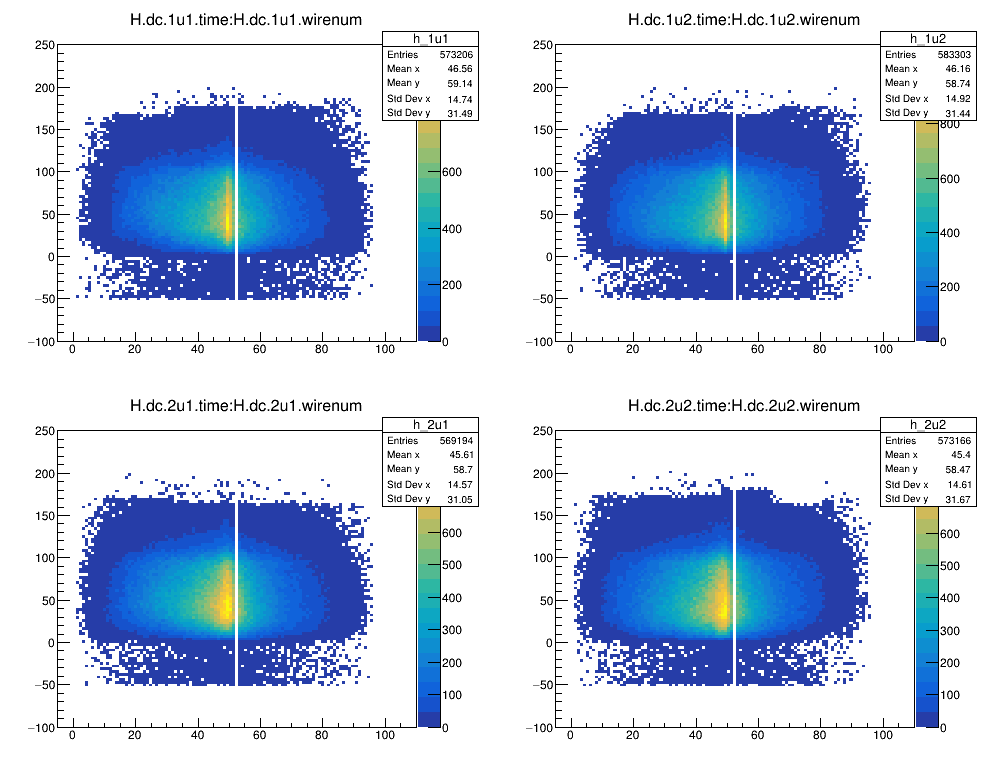 H.dc.1u1.time:H.dc.1u1.wirenum
h_1u1
Entries 573206
Mean x 46.56
Mean y 59.14
Std Dev x 14.74
Std Dev y 31.49
250
200
150
100
50
0
−50
−100
0 20 40 60 80 100
600
400
200
0
H.dc.1u2.time:H.dc.1u2.wirenum
h_1u2
Entries 583303
Mean x 46.16
Mean y 58.74
Std Dev x 14.92
Std Dev y 31.44
250
200
150
100
50
0
−50
−100
0 20 40 60 80 100
800
600
400
200
0
H.dc.2u1.time:H.dc.2u1.wirenum
h_2u1
Entries 569194
Mean x 45.61
Mean y 58.7
Std Dev x 14.57
Std Dev y 31.05
250
200
150
100
50
0
−50
−100
0 20 40 60 80 100
600
500
400
300
200
100
0
H.dc.2u2.time:H.dc.2u2.wirenum
h_2u2
Entries 573166
Mean x 45.4
Mean y 58.47
Std Dev x 14.61
Std Dev y 31.67
250
200
150
100
50
0
−50
−100
0 20 40 60 80 100
600
500
400
300
200
100
0